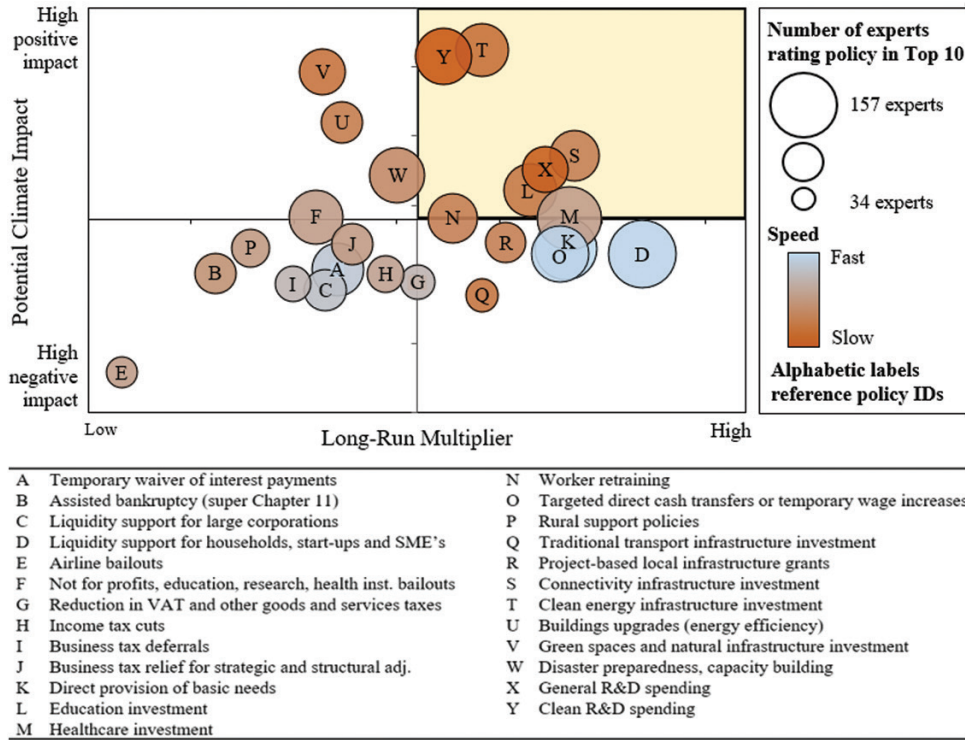 High
positive
impact
Potential Climate Impact
High
negative
impact
Low
Long-Run Multiplier
High
V
Y
T
U
W
S
X
L
F
N
M
J
R
K
O
D
P
B
A
H
I
C
G
Q
E
Number of experts
rating policy in Top 10
157 experts
34 experts
Speed
Fast
Slow
Alphabetic labels
reference policy IDs
A Temporary waiver of interest payments
B Assisted bankruptcy (super Chapter 11)
C Liquidity support for large corporations
D Liquidity support for households, start-ups and SME's
E Airline bailouts
F Not for profits, education, research, health inst. bailouts
G Reduction in VAT and other goods and services taxes
H Income tax cuts
I Business tax deferrals
J Business tax relief for strategic and structural adj.
K Direct provision of basic needs
L Education investment
M Healthcare investment
N Worker retraining
O Targeted direct cash transfers or temporary wage increases
P Rural support policies
Q Traditional transport infrastructure investment
R Project-based local infrastructure grants
S Connectivity infrastructure investment
T Clean energy infrastructure investment
U Buildings upgrades (energy efficiency)
V Green spaces and natural infrastructure investment
W Disaster preparedness, capacity building
X General R&D spending
Y Clean R&D spending